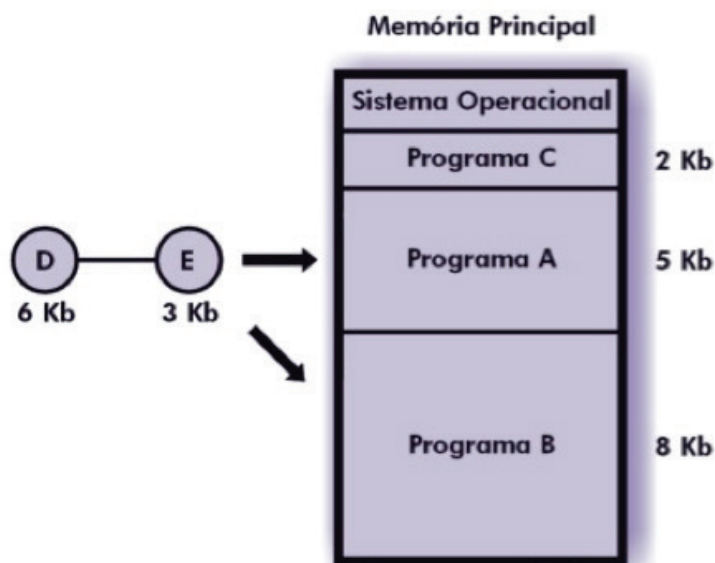 Memória Principal
Sistema Operacional
Programa C
2 Kb
D
E
6 Kb
3 Kb
Programa A
5 Kb
Programa B
8 Kb